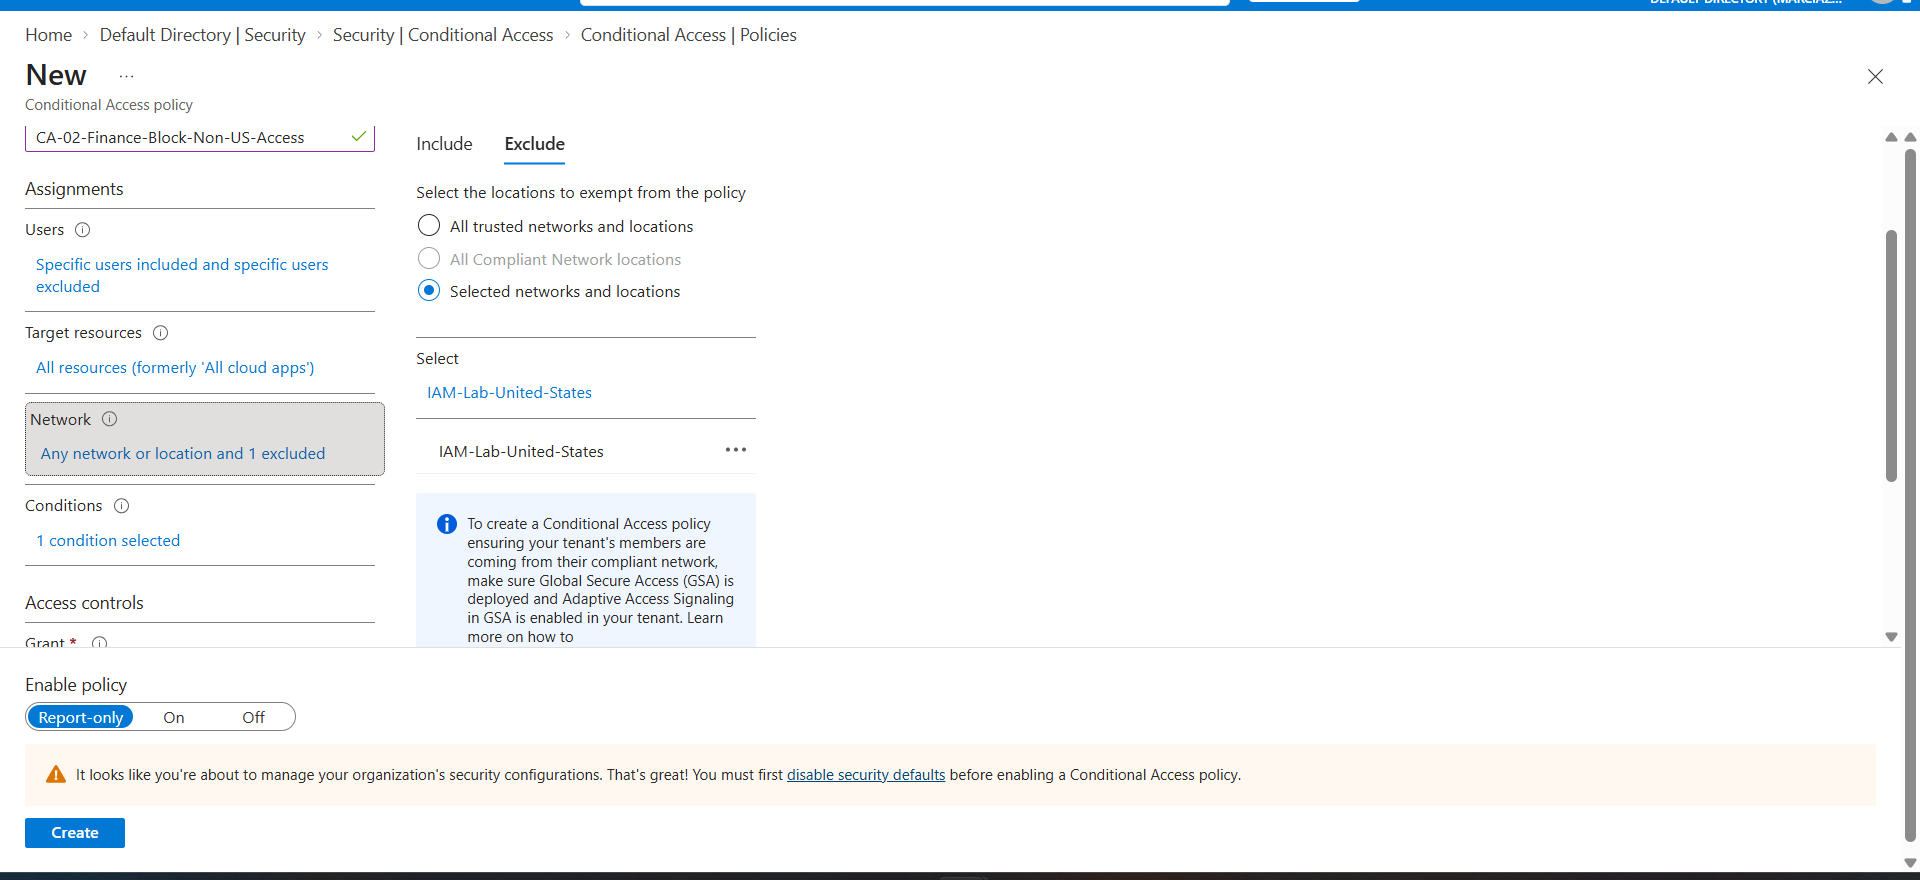 Home > Default Directory | Security > Security | Conditional Access > Conditional Access | Policies
New ...
Conditional Access policy
CA-02-Finance-Block-Non-US-Access
Assignments
Users
Specific users included and specific users
excluded
Target resources
All resources (formerly 'All cloud apps')
Network
Any network or location and 1 excluded
Conditions
1 condition selected
Access controls
Grant *
Include Exclude
Select the locations to exempt from the policy
All trusted networks and locations
All Compliant Network locations
Selected networks and locations
Select
IAM-Lab-United-States
IAM-Lab-United-States
To create a Conditional Access policy
ensuring your tenant's members are
coming from their compliant network,
make sure Global Secure Access (GSA) is
deployed and Adaptive Access Signaling
in GSA is enabled in your tenant. Learn
more on how to
Enable policy
Report-only On Off
It looks like you're about to manage your organization's security configurations. That's great! You must first disable security defaults before enabling a Conditional Access policy.
Create